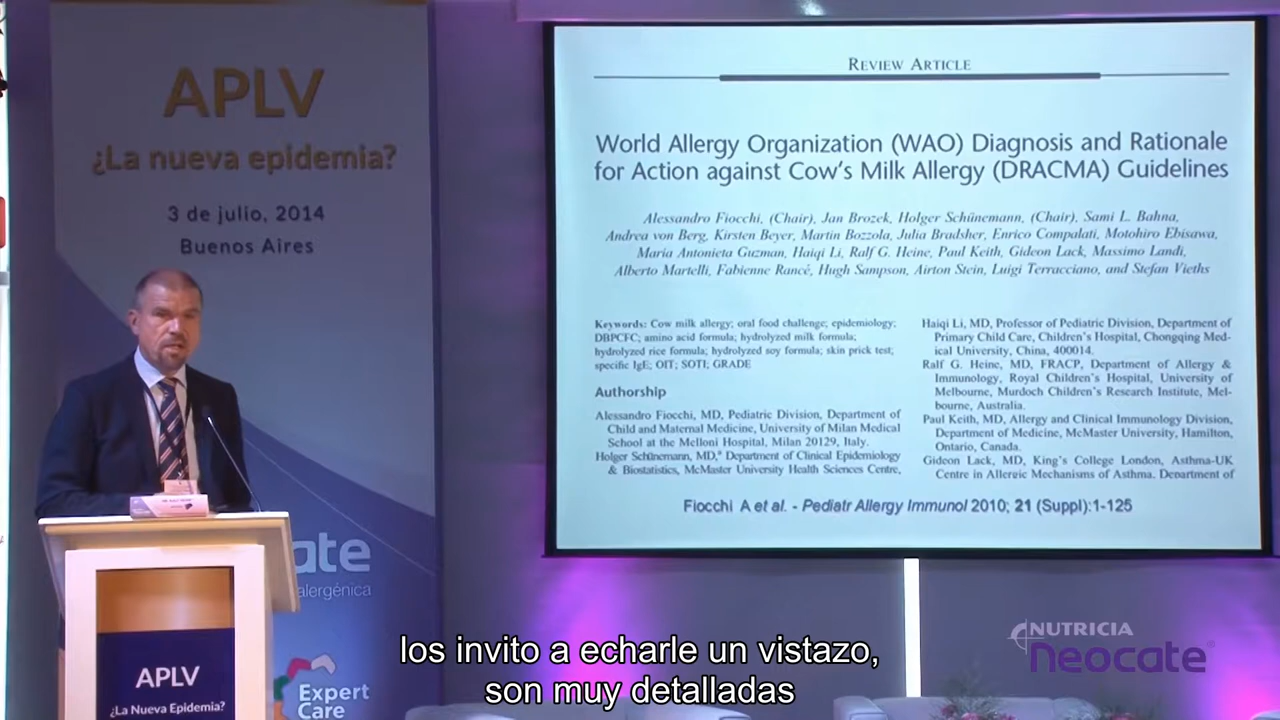 APLV
¿La nueva epidemia?
3 de julio, 2014
Buenos Aires
REVIEW ARTICLE
World Allergy Organization (WAO) Diagnosis and Rationale
for Action against Cow's Milk Allergy (DRACMA) Guidelines
Alessandro Fiocchi, (Chair), Jan Brozek, Holger Schünemann, (Chair), Sami L. Bahna,
Andrea von Berg, Kirsten Beyer, Martin Bozzola, Julia Bradsher, Enrico Compalati, Motohiro Ebisawa,
Maria Antonieta Guzman, Haiqi Li, Ralf G. Heine, Paul Keith, Gideon Lack, Massimo Landi,
Alberto Martelli, Fabienne Rancé, Hugh Sampson, Airton Stein, Luigi Terracciano, and Stefan Vieths
Keywords: Cow milk allergy; oral food challenge; epidemiology;
DBPCFC; amino acid formula; hydrolyzed milk formula;
hydrolyzed rice formula; hydrolyzed soy formula; skin prick test;
specific IgE; OIT; SOTI; GRADE
Authorship
Alessandro Fiocchi, MD, Pediatric Division, Department of
Child and Maternal Medicine, University of Milan Medical
School at the Melloni Hospital, Milan 20129, Italy.
Holger Schünemann, MD,ª Department of Clinical Epidemiology
& Biostatistics, McMaster University Health Sciences Centre,
Haiqi Li, MD, Professor of Pediatric Division, Department of
Primary Child Care, Children's Hospital, Chongqing Med-
ical University, China, 400014.
Ralf G. Heine, MD, FRACP, Department of Allergy &
Immunology, Royal Children's Hospital, University of
Melbourne, Murdoch Children's Research Institute, Mel-
bourne, Australia.
Paul Keith, MD, Allergy and Clinical Immunology Division,
Department of Medicine, McMaster University, Hamilton,
Ontario, Canada.
Gideon Lack, MD, King's College London, Asthma-UK
Centre in Allergic Mechanisms of Asthma, Department of
Fiocchi A et al. - Pediatr Allergy Immunol 2010; 21 (Suppl):1-125
cate
alergénica
Expert
Care
APLV
¿La Nueva Epidemia?
NUTRICIA
neocate
los invito a echarle un vistazo,
son muy detalladas